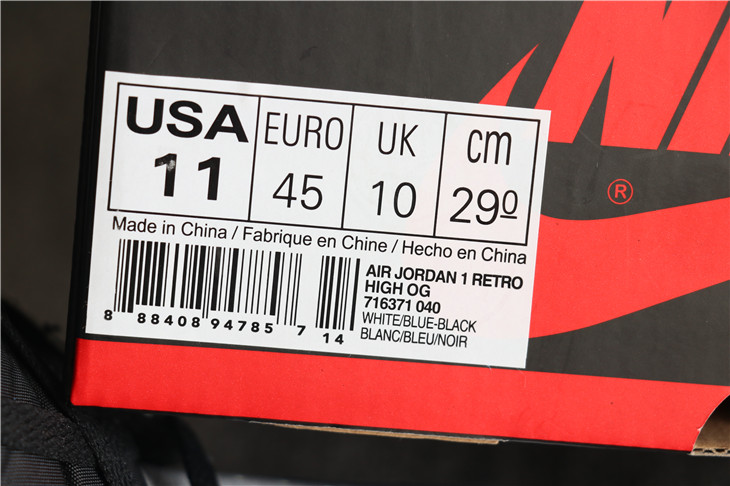 NIKE
®
USA EURO UK cm
11 45 10 29º
Made in China / Fabrique en Chine / Hecho en China
AIR JORDAN 1 RETRO
HIGH OG
716371 040
WHITE/BLUE-BLACK
BLANC/BLEU/NOIR
8 88408 94785 7 14